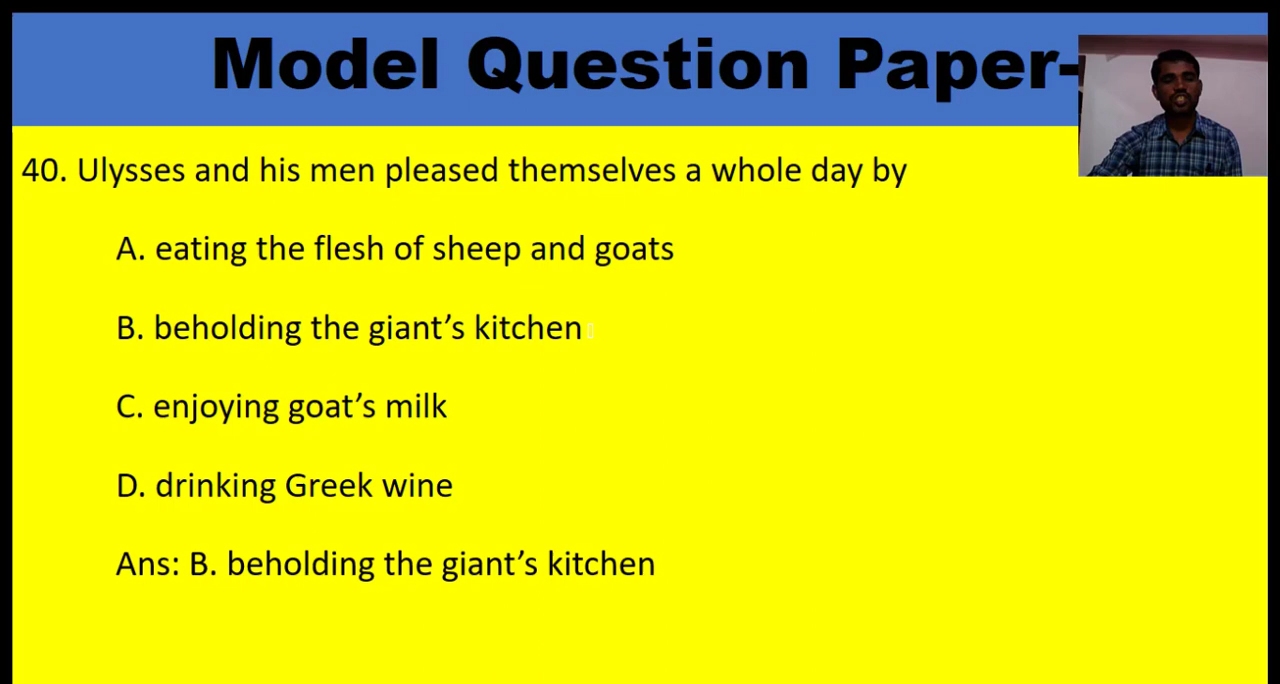 Model Question Paper-
40. Ulysses and his men pleased themselves a whole day by
A. eating the flesh of sheep and goats
B. beholding the giant’s kitchen
C. enjoying goat’s milk
D. drinking Greek wine
Ans: B. beholding the giant’s kitchen